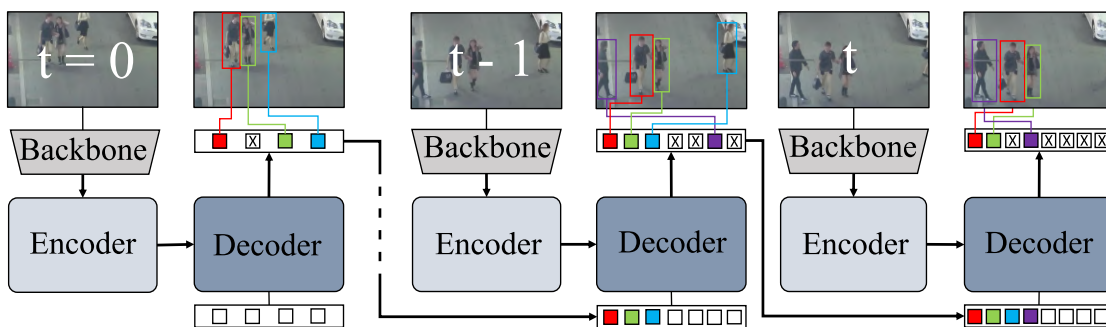 t = 0
t - 1
t
X
X X X
X X X X X
Backbone
Backbone
Backbone
Encoder
Decoder
Encoder
Decoder
Encoder
Decoder